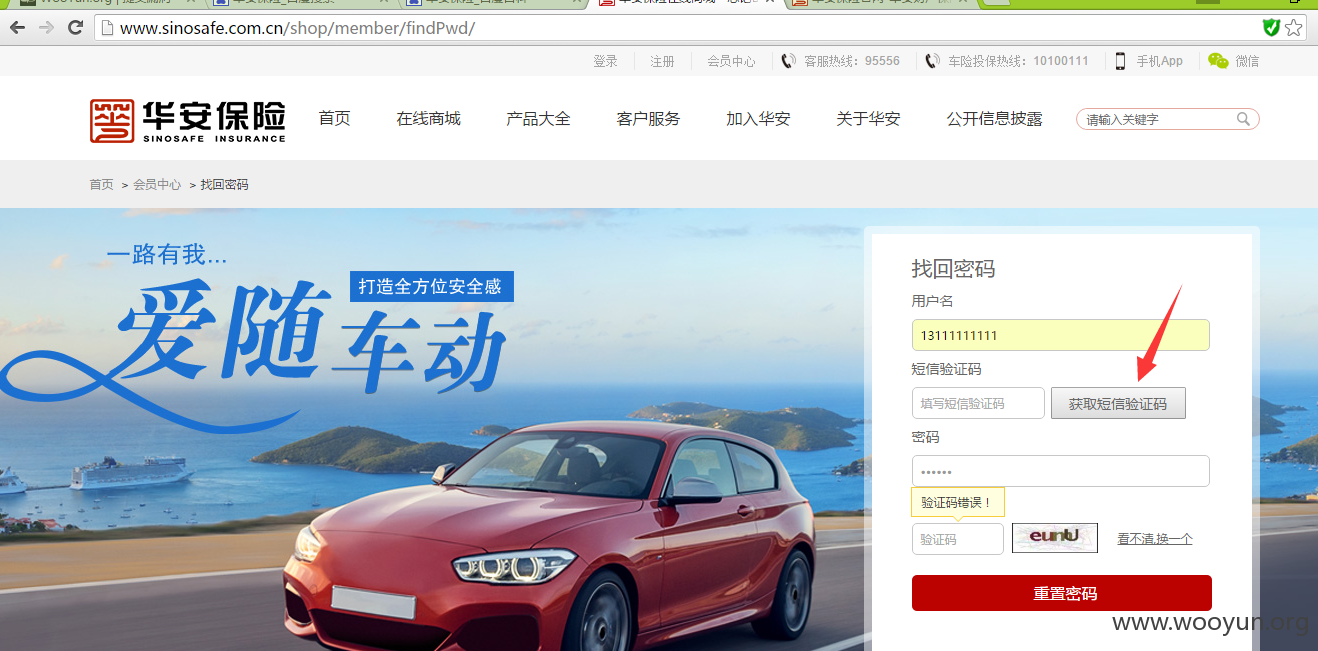 www.sinosafe.com.cn/shop/member/findPwd/
登录 注册 会员中心 客服热线：95556 车险投保热线：10100111 手机App 微信
华安保险
SINOSAFE INSURANCE
首页 在线商城 产品大全 客户服务 加入华安 关于华安 公开信息披露 请输入关键字
首页 > 会员中心 > 找回密码
一路有我...
爱随车动
打造全方位安全感
找回密码
用户名
13111111111
短信验证码
填写短信验证码 获取短信验证码
密码
••••••
验证码错误！
验证码 euntu 看不清,换一个
重置密码
www.wooyun.org